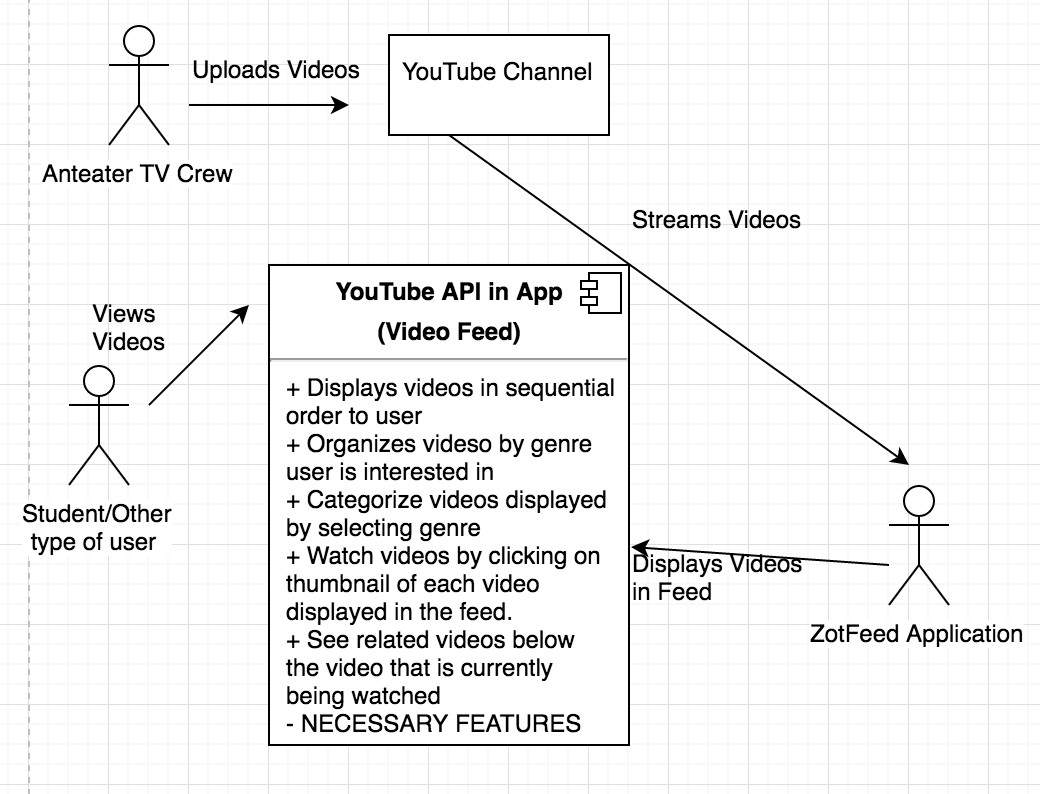 Uploads Videos
YouTube Channel
Anteater TV Crew
Streams Videos
YouTube API in App
(Video Feed)
Views
Videos
+ Displays videos in sequential
order to user
+ Organizes videso by genre
user is interested in
+ Categorize videos displayed
by selecting genre
+ Watch videos by clicking on
thumbnail of each video
displayed in the feed.
+ See related videos below
the video that is currently
being watched
- NECESSARY FEATURES
Student/Other
type of user
Displays Videos
in Feed
ZotFeed Application